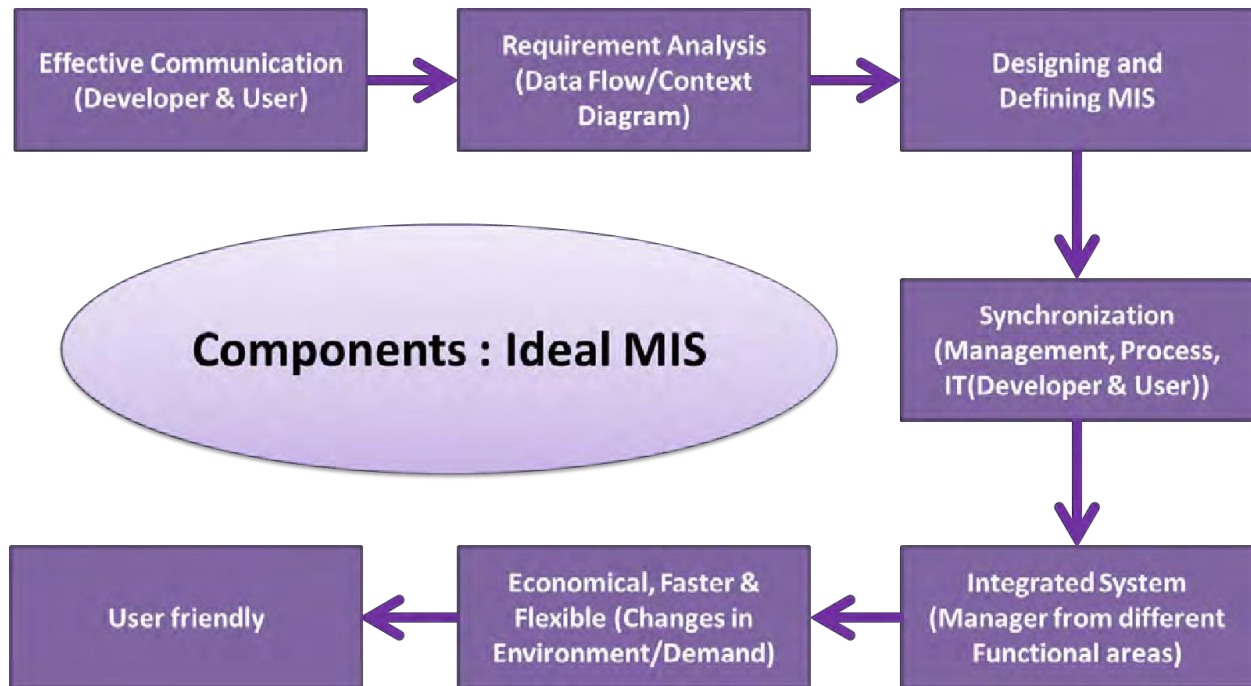 Effective Communication
(Developer & User)
Requirement Analysis
(Data Flow/Context
Diagram)
Designing and
Defining MIS
Components : Ideal MIS
Synchronization
(Management, Process,
IT(Developer & User))
Integrated System
(Manager from different
Functional areas)
Economical, Faster &
Flexible (Changes in
Environment/Demand)
User friendly